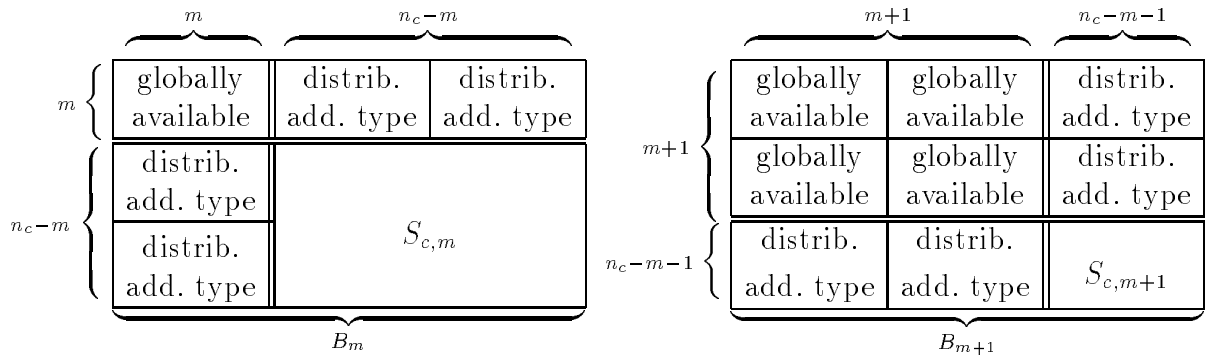 m n_c−m m+1 n_c−m−1
globally distrib. distrib. globally globally distrib.
m available add. type add. type available available add. type
distrib. m+1 globally globally distrib.
add. type available available add. type
n_c−m S_{c,m}
distrib. n_c−m−1 distrib. distrib. S_{c,m+1}
add. type add. type add. type
B_m B_{m+1}